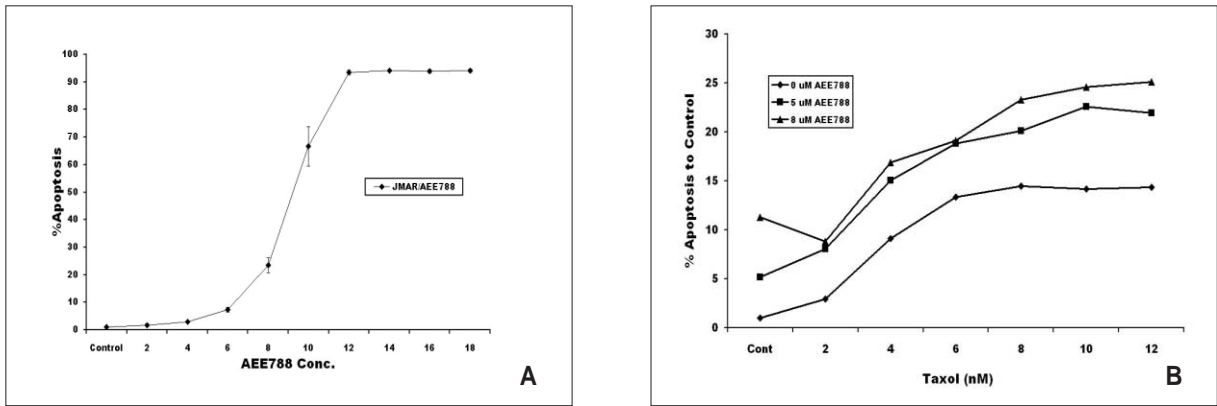 100
90
80
70
60
50
40
30
20
10
0
%Apoptosis
JMAR/AEE788
Control 2 4 6 8 10 12 14 16 18
AEE788 Conc.
A
30
25
20
15
10
5
0
% Apoptosis to Control
0 uM AEE788
5 uM AEE788
8 uM AEE788
Cont 2 4 6 8 10 12
Taxol (nM)
B